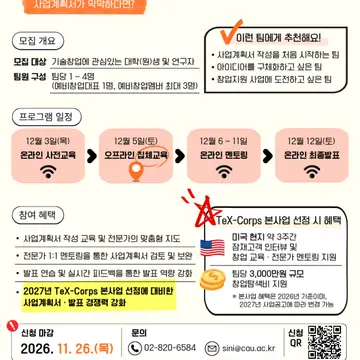 사업계획서가 막막하다면?
모집 개요
모집 대상 기술창업에 관심있는 대학(원)생 및 연구자
팀원 구성 팀당 1 - 4명
(예비창업대표 1명, 예비창업멤버 최대 3명)
이런 팀에게 추천해요!
• 사업계획서 작성을 처음 시작하는 팀
• 아이디어를 구체화하고 싶은 팀
• 창업지원 사업에 도전하고 싶은 팀
프로그램 일정
12월 3일(목)
온라인 사전교육
12월 5일(토)
오프라인 집체교육
12월 6 ~ 11일
온라인 멘토링
12월 12일(토)
온라인 최종발표
참여 혜택
• 사업계획서 작성 교육 및 전문가의 맞춤형 지도
• 전문가 1:1 멘토링을 통한 사업계획서 검토 및 보완
• 발표 연습 및 실시간 피드백을 통한 발표 역량 강화
• 2027년 TeX-Corps 본사업 선정에 대비한
사업계획서 · 발표 경쟁력 강화
TeX-Corps 본사업 선정 시 혜택
미국 현지 약 3주간
잠재고객 인터뷰 및
창업 교육 · 전문가 멘토링 지원
팀당 3,000만원 규모
창업탐색비 지원
* 본사업 혜택은 2026년 기준이며,
2027년 사업공고에 따라 변경 가능
신청 마감
2026. 11. 26.(목)
문의
02-820-6584
sini@cau.ac.kr
신청
QR